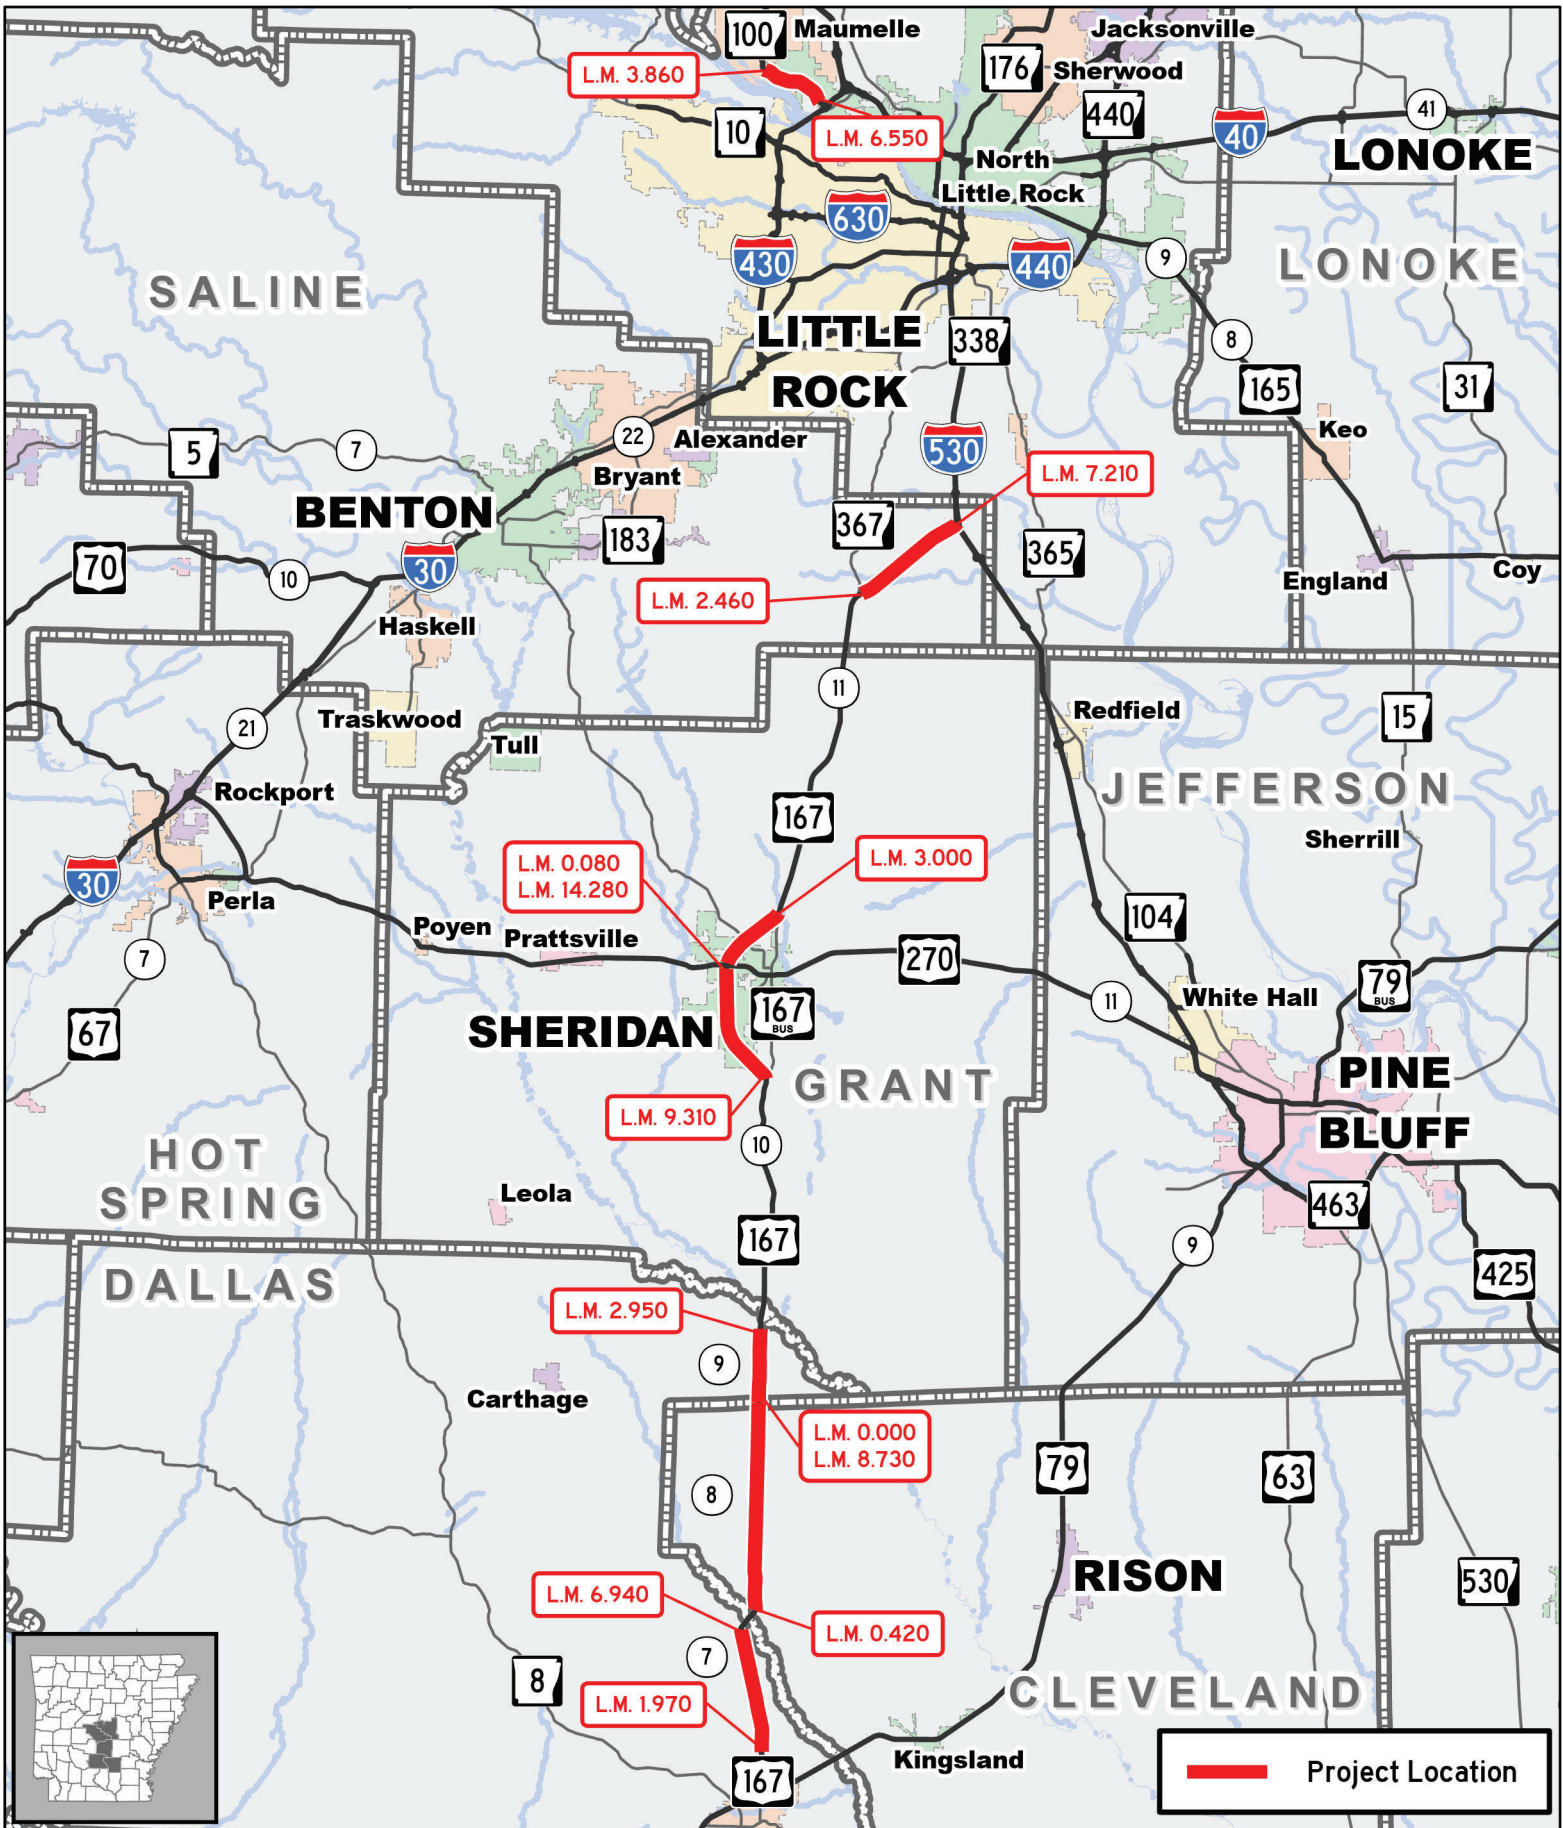 100
Maumelle
Jacksonville
L.M. 3.860
176
Sherwood
10
440
L.M. 6.550
40
41
LONOKE
North
Little Rock
630
430
440
9
LONOKE
SALINE
LITTLE
ROCK
338
8
165
31
5
7
22
Alexander
Bryant
530
Keo
L.M. 7.210
BENTON
183
367
365
70
10
30
L.M. 2.460
England
Coy
Haskell
11
Traskwood
Tull
21
Redfield
15
Rockport
167
JEFFERSON
Sherrill
30
Perla
L.M. 0.080
L.M. 14.280
L.M. 3.000
104
Poyen
Prattsville
7
270
11
White Hall
79
BUS
67
SHERIDAN
167
BUS
GRANT
PINE
BLUFF
L.M. 9.310
10
HOT
SPRING
Leola
463
167
9
DALLAS
425
L.M. 2.950
9
Carthage
L.M. 0.000
L.M. 8.730
79
63
8
L.M. 6.940
RISON
530
L.M. 0.420
7
8
L.M. 1.970
CLEVELAND
Kingsland
167
Project Location